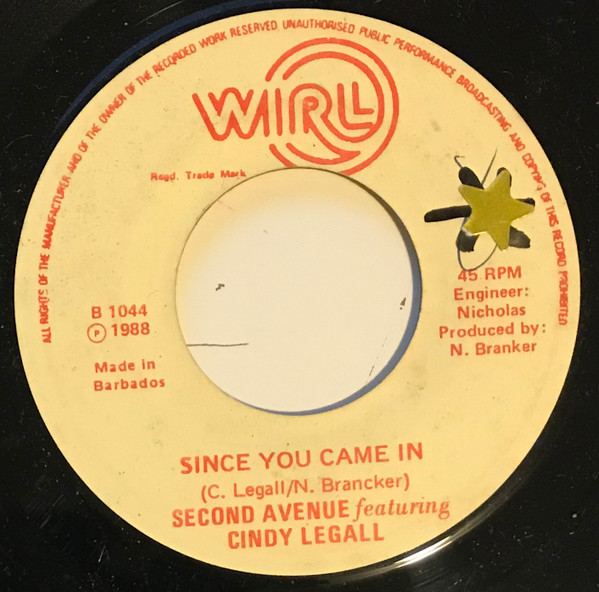 ALL RIGHTS OF THE MANUFACTURER AND OF THE OWNER OF THE RECORDED WORK RESERVED UNAUTHORISED PUBLIC PERFORMANCE BROADCASTING AND COPYING OF THIS RECORD PROHIBITED
WIRL
Regd. Trade Mark
B 1044
Ⓟ 1988
Made in
Barbados
45 RPM
Engineer:
Nicholas
Produced by:
N. Branker
SINCE YOU CAME IN
(C. Legall/N. Brancker)
SECOND AVENUE featuring
CINDY LEGALL